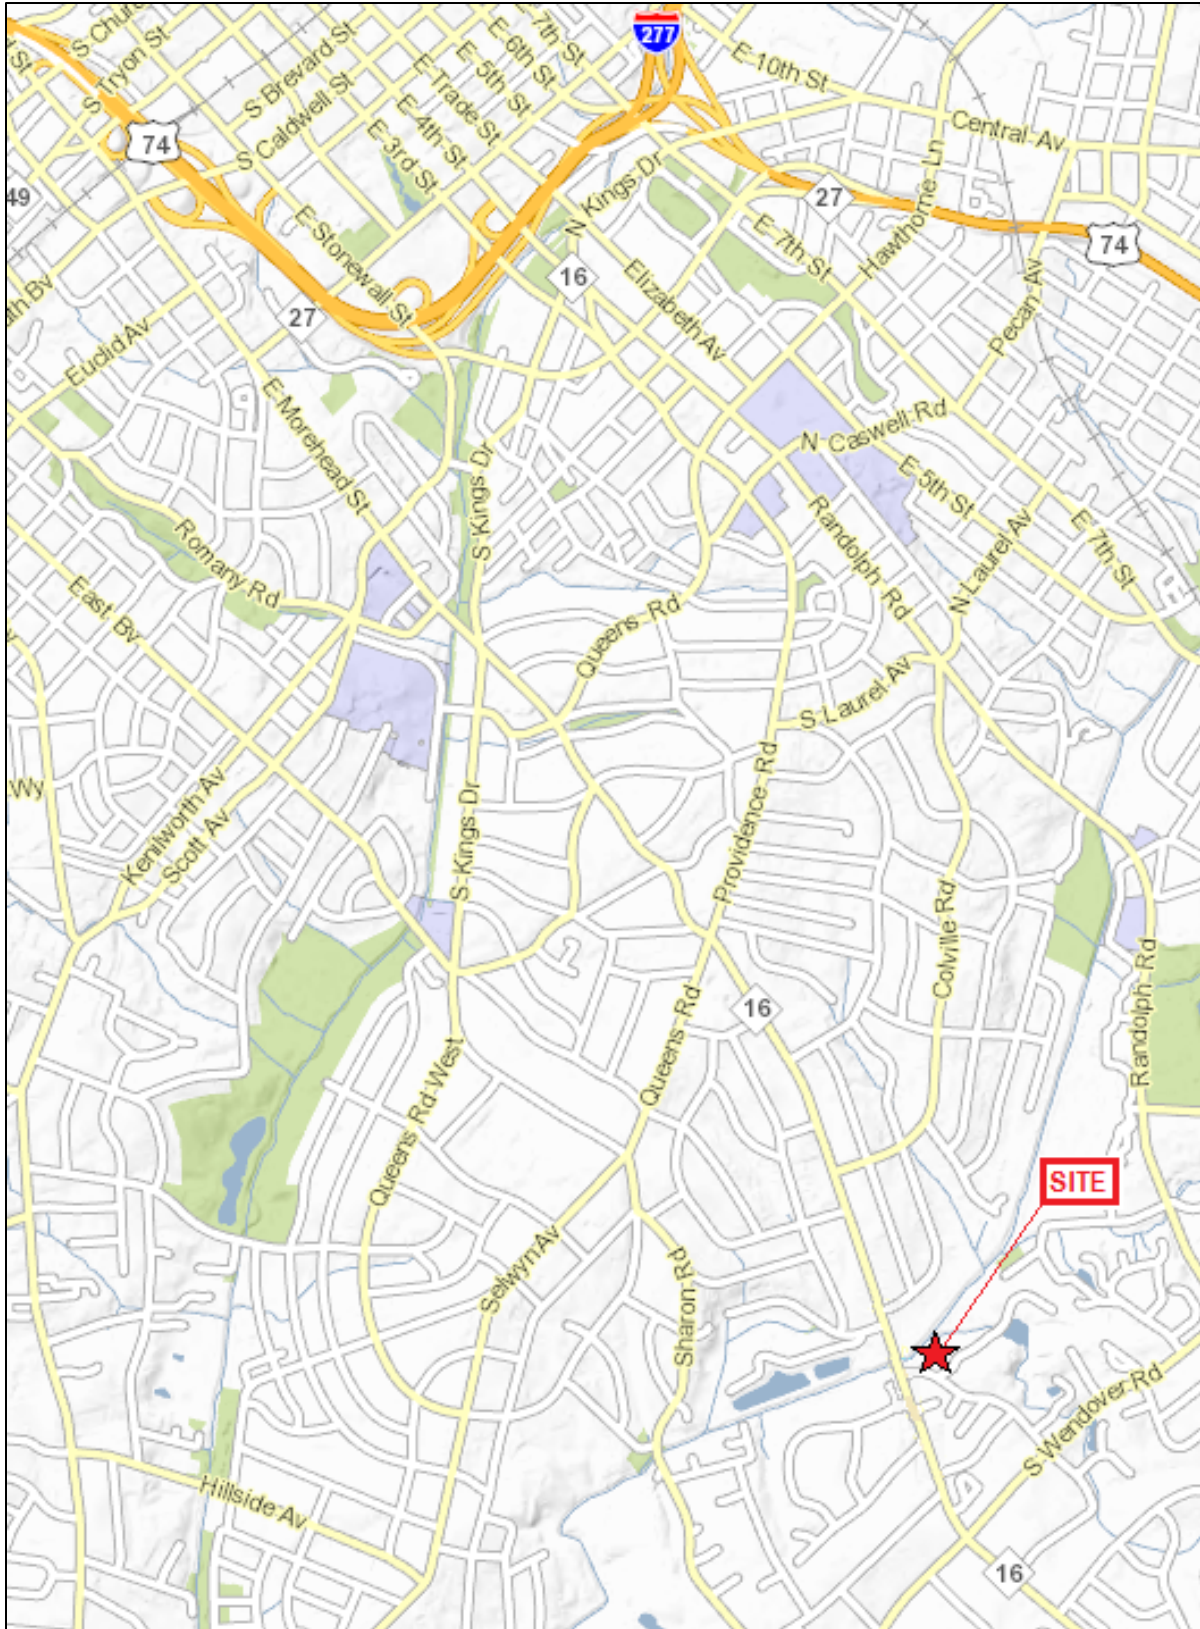 S Church St
S Tryon St
S Brevard St
S Caldwell St
E 7th St
E 6th St
E 5th St
E Trade St
E 4th St
E 3rd St
277
E 10th St
Central Av
74
49
N Kings Dr
27
Hawthorne Ln
74
E Stonewall St
16
E 7th St
Elizabeth Av
Pecan Av
27
Euclid Av
E Morehead St
N Caswell Rd
S Kings Dr
E 5th St
Randolph Rd
E 7th St
N Laurel Av
Romany Rd
East Bv
Queens Rd
S Laurel Av
Wy
Kenilworth Av
Scott Av
S Kings Dr
Providence Rd
Colville Rd
Randolph Rd
16
Queens Rd
Queens Rd West
SITE
Selwyn Av
Sharon Rd
S Wendover Rd
Hillside Av
16